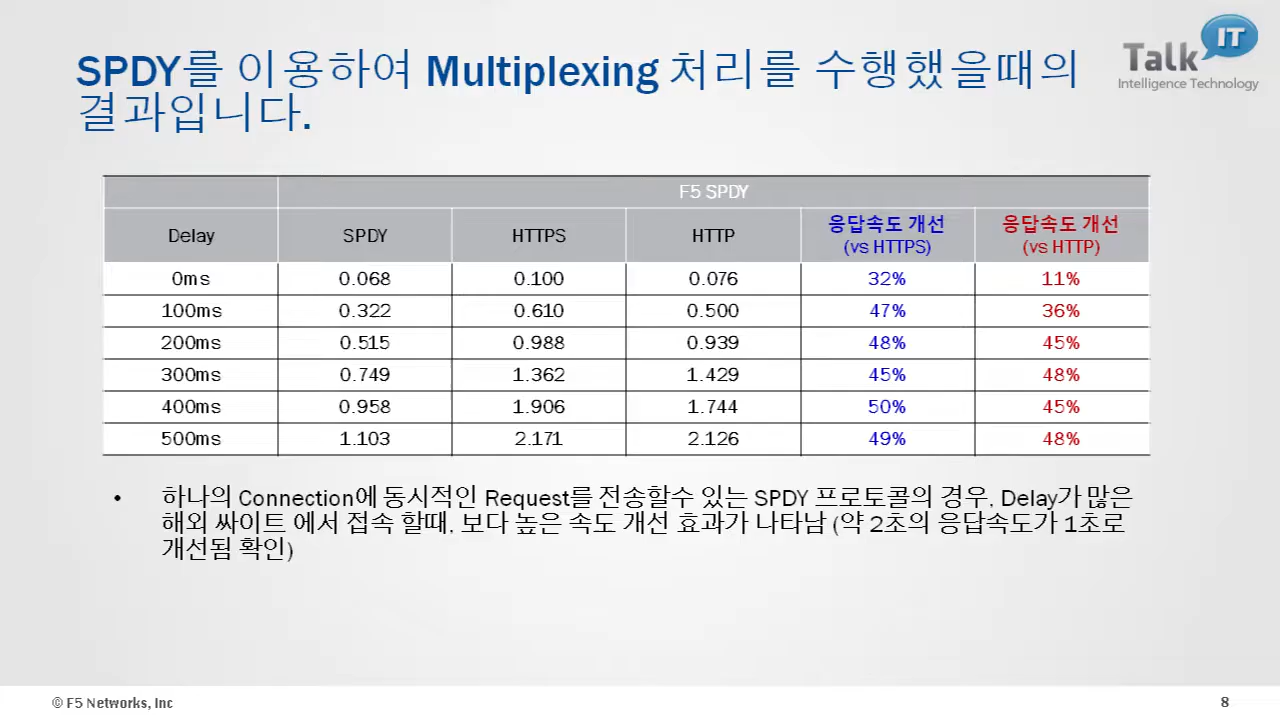 SPDY를 이용하여 Multiplexing 처리를 수행했을때의
결과입니다.
Talk IT
Intelligence Technology
F5 SPDY
Delay SPDY HTTPS HTTP 응답속도 개선 (vs HTTPS) 응답속도 개선 (vs HTTP)
0ms 0.068 0.100 0.076 32% 11%
100ms 0.322 0.610 0.500 47% 36%
200ms 0.515 0.988 0.939 48% 45%
300ms 0.749 1.362 1.429 45% 48%
400ms 0.958 1.906 1.744 50% 45%
500ms 1.103 2.171 2.126 49% 48%
• 하나의 Connection에 동시적인 Request를 전송할수 있는 SPDY 프로토콜의 경우, Delay가 많은
해외 싸이트 에서 접속 할때, 보다 높은 속도 개선 효과가 나타남 (약 2초의 응답속도가 1초로
개선됨 확인)
© F5 Networks, Inc
8